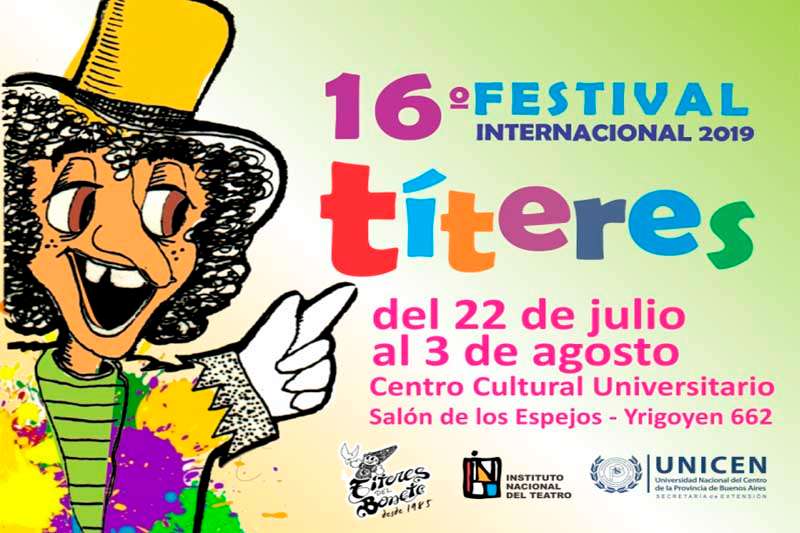 16º FESTIVAL
INTERNACIONAL 2019
títeres
del 22 de julio
al 3 de agosto
Centro Cultural Universitario
Salón de los Espejos - Yrigoyen 662
Títeres
DEL
Bonete
desde 1985
INSTITUTO
NACIONAL
DEL TEATRO
UNICEN
Universidad Nacional del Centro
de la Provincia de Buenos Aires
SECRETARÍA de EXTENSIÓN